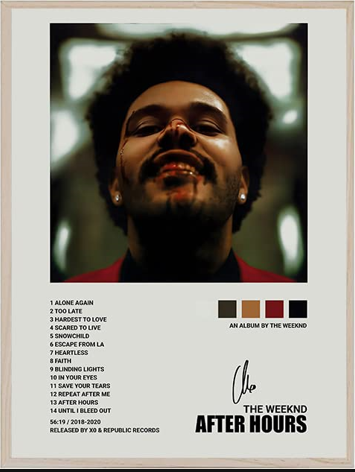 1 ALONE AGAIN
2 TOO LATE
3 HARDEST TO LOVE
4 SCARED TO LIVE
5 SNOWCHILD
6 ESCAPE FROM LA
7 HEARTLESS
8 FAITH
9 BLINDING LIGHTS
10 IN YOUR EYES
11 SAVE YOUR TEARS
12 REPEAT AFTER ME
13 AFTER HOURS
14 UNTIL I BLEED OUT
56:19 / 2018-2020
RELEASED BY X0 & REPUBLIC RECORDS
AN ALBUM BY THE WEEKND
THE WEEKND
AFTER HOURS